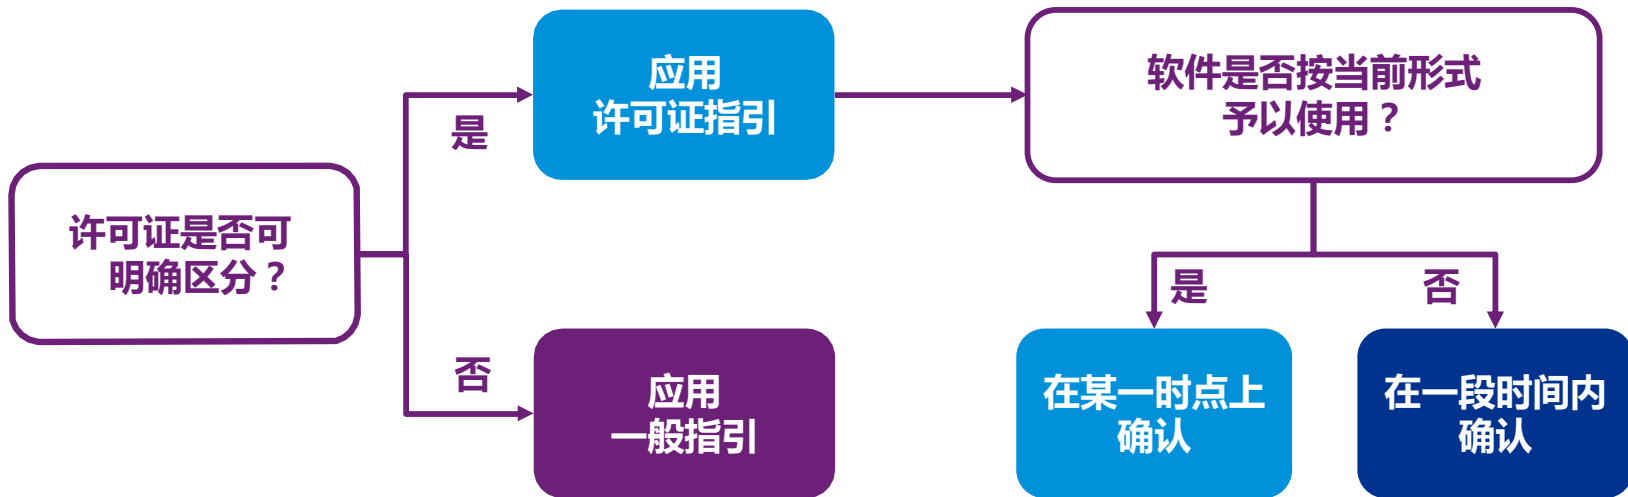 许可证是否可
明确区分？
是
应用
许可证指引
软件是否按当前形式
予以使用？
否
应用
一般指引
是
在某一时点上
确认
否
在一段时间内
确认